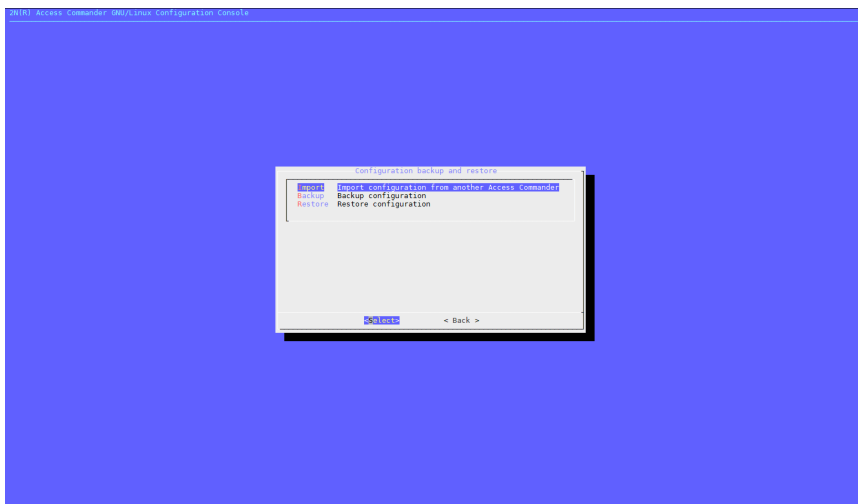 2N(R) Access Commander GNU/Linux Configuration Console
Configuration backup and restore
Import Import configuration from another Access Commander
Backup Backup configuration
Restore Restore configuration
<Select> < Back >